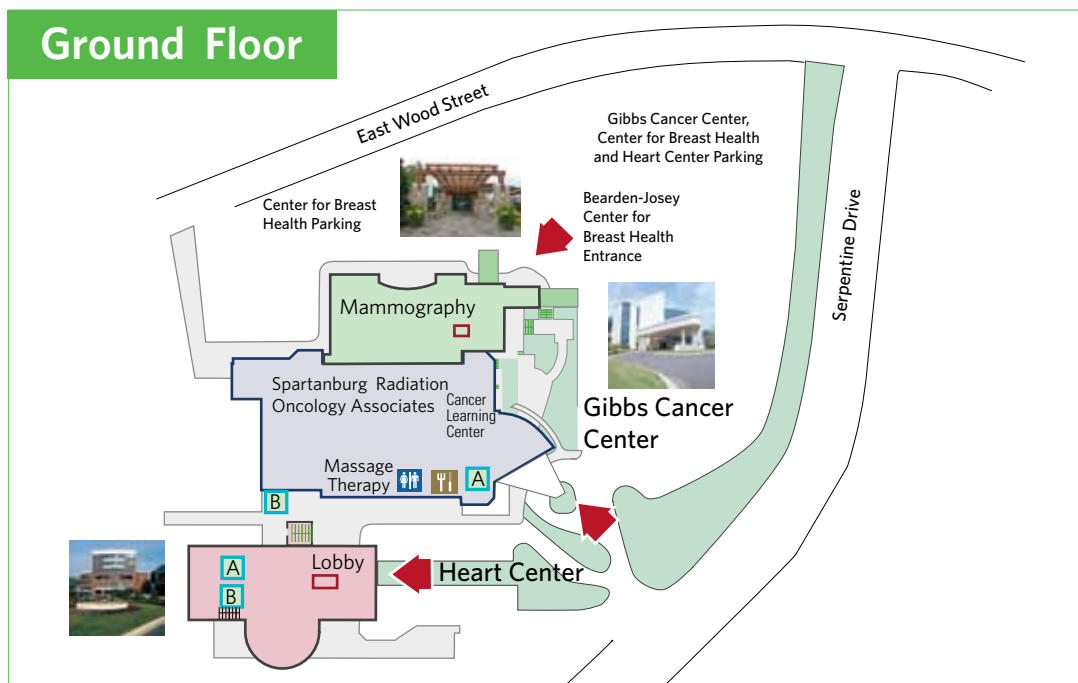 Ground Floor
East Wood Street
Gibbs Cancer Center,
Center for Breast Health
and Heart Center Parking
Center for Breast
Health Parking
Bearden-Josey
Center for
Breast Health
Entrance
Serpentine Drive
Mammography
Spartanburg Radiation
Oncology Associates
Cancer
Learning
Center
Gibbs Cancer
Center
Massage
Therapy
A
B
Lobby
A
B
Heart Center